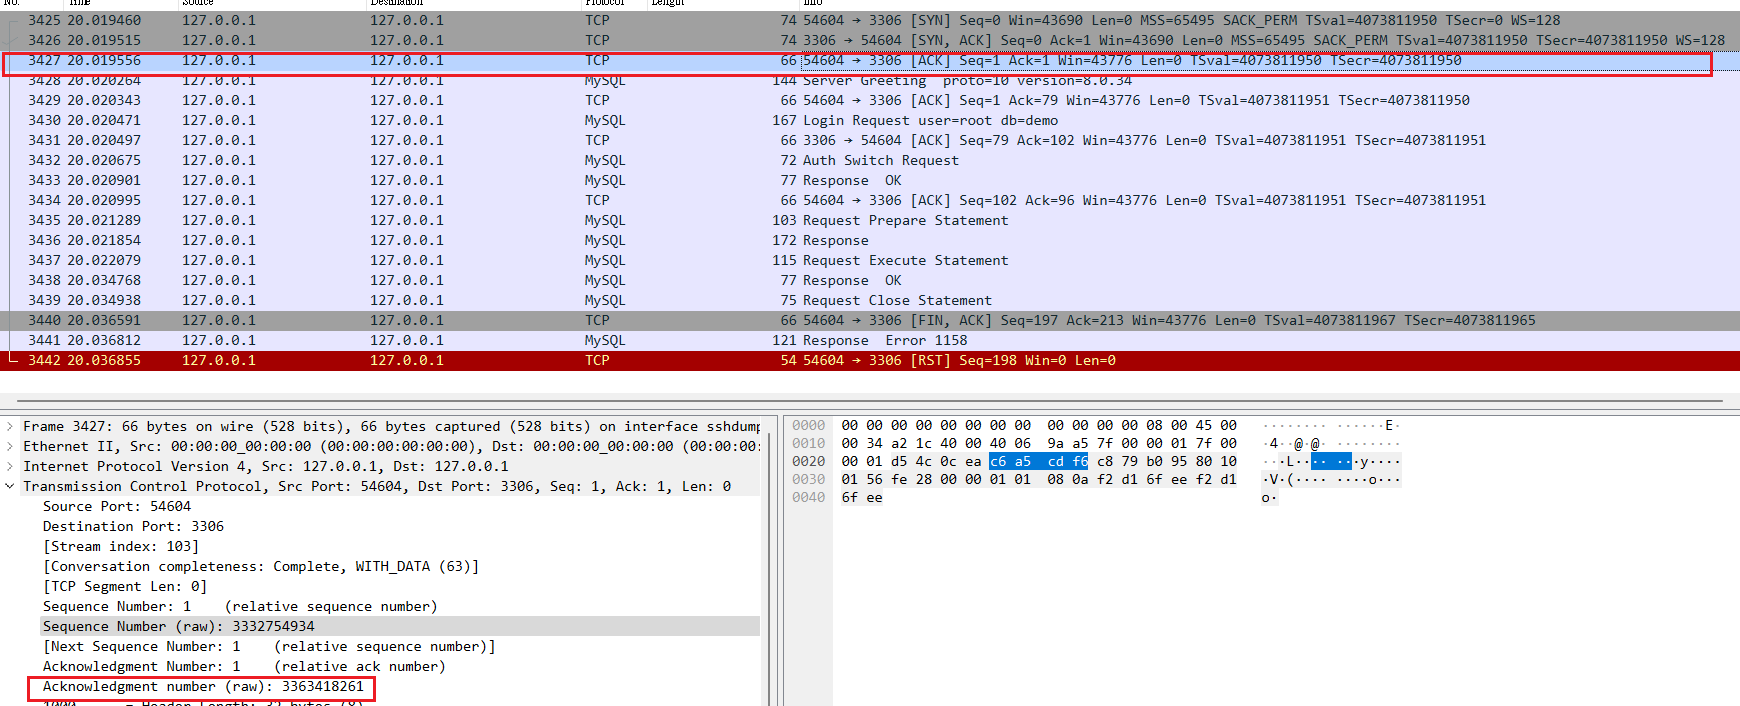 No. Time Source Destination Protocol Length Info
3425 20.019460 127.0.0.1 127.0.0.1 TCP 74 54604 → 3306 [SYN] Seq=0 Win=43690 Len=0 MSS=65495 SACK_PERM TSval=4073811950 TSecr=0 WS=128
3426 20.019515 127.0.0.1 127.0.0.1 TCP 74 3306 → 54604 [SYN, ACK] Seq=0 Ack=1 Win=43690 Len=0 MSS=65495 SACK_PERM TSval=4073811950 TSecr=4073811950 WS=128
3427 20.019556 127.0.0.1 127.0.0.1 TCP 66 54604 → 3306 [ACK] Seq=1 Ack=1 Win=43776 Len=0 TSval=4073811950 TSecr=4073811950
3428 20.020264 127.0.0.1 127.0.0.1 MySQL 144 Server Greeting proto=10 version=8.0.34
3429 20.020343 127.0.0.1 127.0.0.1 TCP 66 54604 → 3306 [ACK] Seq=1 Ack=79 Win=43776 Len=0 TSval=4073811951 TSecr=4073811950
3430 20.020471 127.0.0.1 127.0.0.1 MySQL 167 Login Request user=root db=demo
3431 20.020497 127.0.0.1 127.0.0.1 TCP 66 3306 → 54604 [ACK] Seq=79 Ack=102 Win=43776 Len=0 TSval=4073811951 TSecr=4073811951
3432 20.020675 127.0.0.1 127.0.0.1 MySQL 72 Auth Switch Request
3433 20.020901 127.0.0.1 127.0.0.1 MySQL 77 Response OK
3434 20.020995 127.0.0.1 127.0.0.1 TCP 66 54604 → 3306 [ACK] Seq=102 Ack=96 Win=43776 Len=0 TSval=4073811951 TSecr=4073811951
3435 20.021289 127.0.0.1 127.0.0.1 MySQL 103 Request Prepare Statement
3436 20.021854 127.0.0.1 127.0.0.1 MySQL 172 Response
3437 20.022079 127.0.0.1 127.0.0.1 MySQL 115 Request Execute Statement
3438 20.034768 127.0.0.1 127.0.0.1 MySQL 77 Response OK
3439 20.034938 127.0.0.1 127.0.0.1 MySQL 75 Request Close Statement
3440 20.036591 127.0.0.1 127.0.0.1 TCP 66 54604 → 3306 [FIN, ACK] Seq=197 Ack=213 Win=43776 Len=0 TSval=4073811967 TSecr=4073811965
3441 20.036812 127.0.0.1 127.0.0.1 MySQL 121 Response Error 1158
3442 20.036855 127.0.0.1 127.0.0.1 TCP 54 54604 → 3306 [RST] Seq=198 Win=0 Len=0
Frame 3427: 66 bytes on wire (528 bits), 66 bytes captured (528 bits) on interface sshdump
Ethernet II, Src: 00:00:00_00:00:00 (00:00:00:00:00:00), Dst: 00:00:00_00:00:00 (00:00:00:
Internet Protocol Version 4, Src: 127.0.0.1, Dst: 127.0.0.1
Transmission Control Protocol, Src Port: 54604, Dst Port: 3306, Seq: 1, Ack: 1, Len: 0
Source Port: 54604
Destination Port: 3306
[Stream index: 103]
[Conversation completeness: Complete, WITH_DATA (63)]
[TCP Segment Len: 0]
Sequence Number: 1 (relative sequence number)
Sequence Number (raw): 3332754934
[Next Sequence Number: 1 (relative sequence number)]
Acknowledgment Number: 1 (relative ack number)
Acknowledgment number (raw): 3363418261
1000 .... = Header Length: 32 bytes (8)
0000 00 00 00 00 00 00 00 00 00 00 00 00 08 00 45 00 ········ ······E·
0010 00 34 a2 1c 40 00 40 06 9a a5 7f 00 00 01 7f 00 ·4··@·@· ········
0020 00 01 d5 4c 0c ea c6 a5 cd f6 c8 79 b0 95 80 10 ···L···· ···y····
0030 01 56 fe 28 00 00 01 01 08 0a f2 d1 6f ee f2 d1 ·V·(···· ····o···
0040 6f ee o·